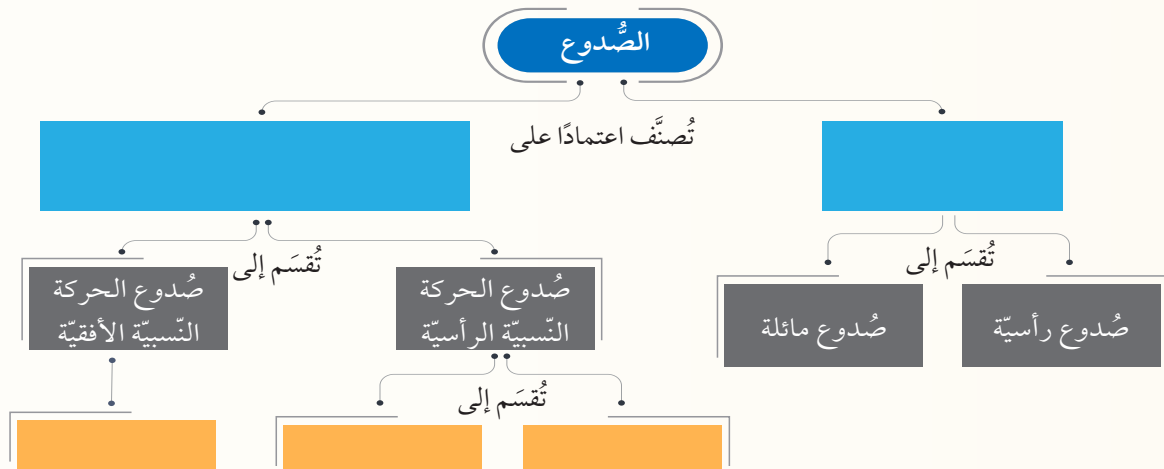 الصُّدوع
تُصنَّف اعتمادًا على
تُقسَم إلى
صُدوع رأسيّة
صُدوع مائلة
تُقسَم إلى
صُدوع الحركة
النّسبيّة الرأسيّة
صُدوع الحركة
النّسبيّة الأفقيّة
تُقسَم إلى